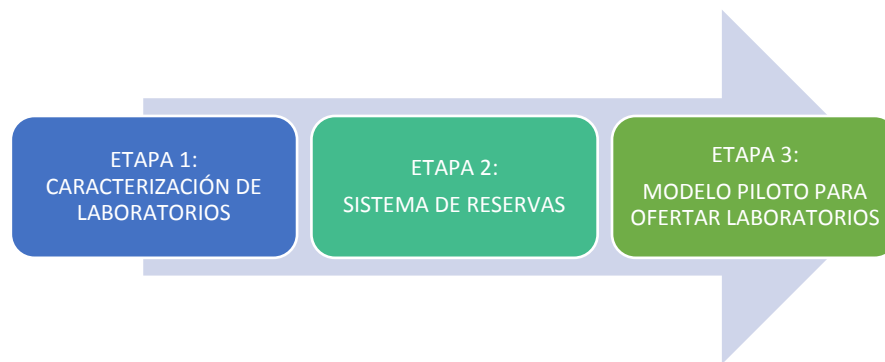 ETAPA 1:
CARACTERIZACIÓN DE
LABORATORIOS
ETAPA 2:
SISTEMA DE RESERVAS
ETAPA 3:
MODELO PILOTO PARA
OFERTAR LABORATORIOS